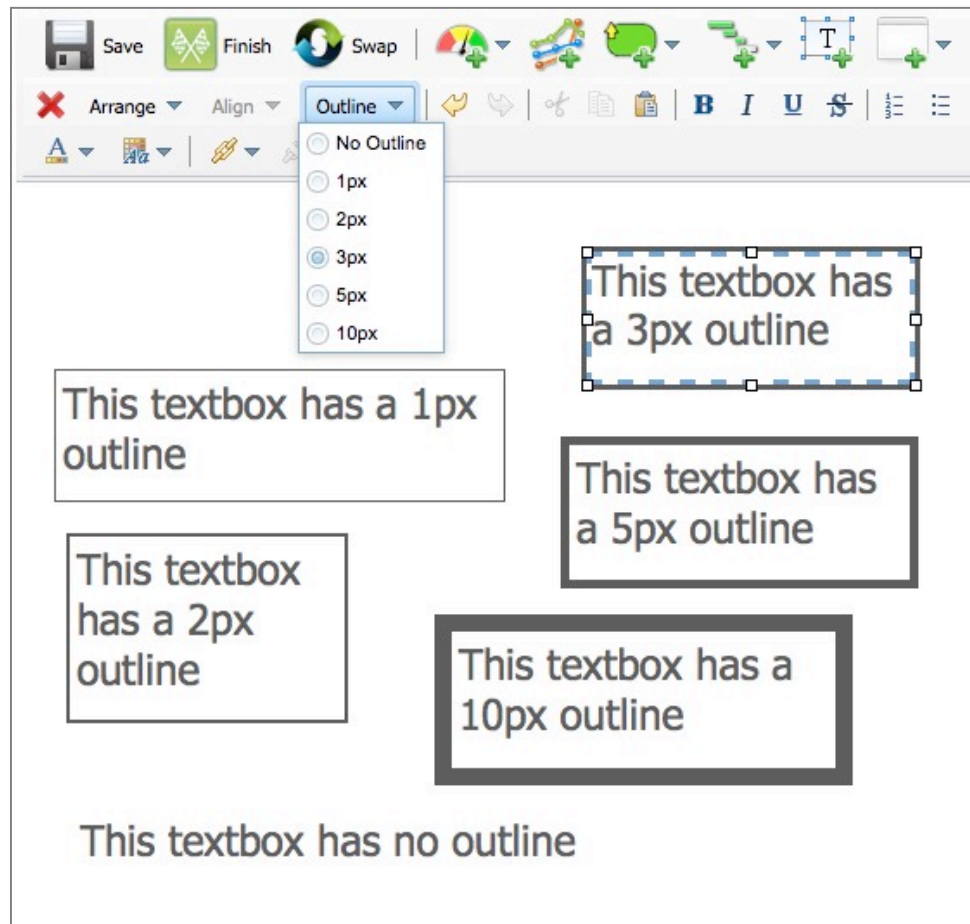 Save Finish Swap T
Arrange Align Outline B I U S
A Aa
No Outline
1px
2px
3px
5px
10px
This textbox has
a 3px outline
This textbox has a 1px
outline
This textbox has
a 5px outline
This textbox
has a 2px
outline
This textbox has a
10px outline
This textbox has no outline